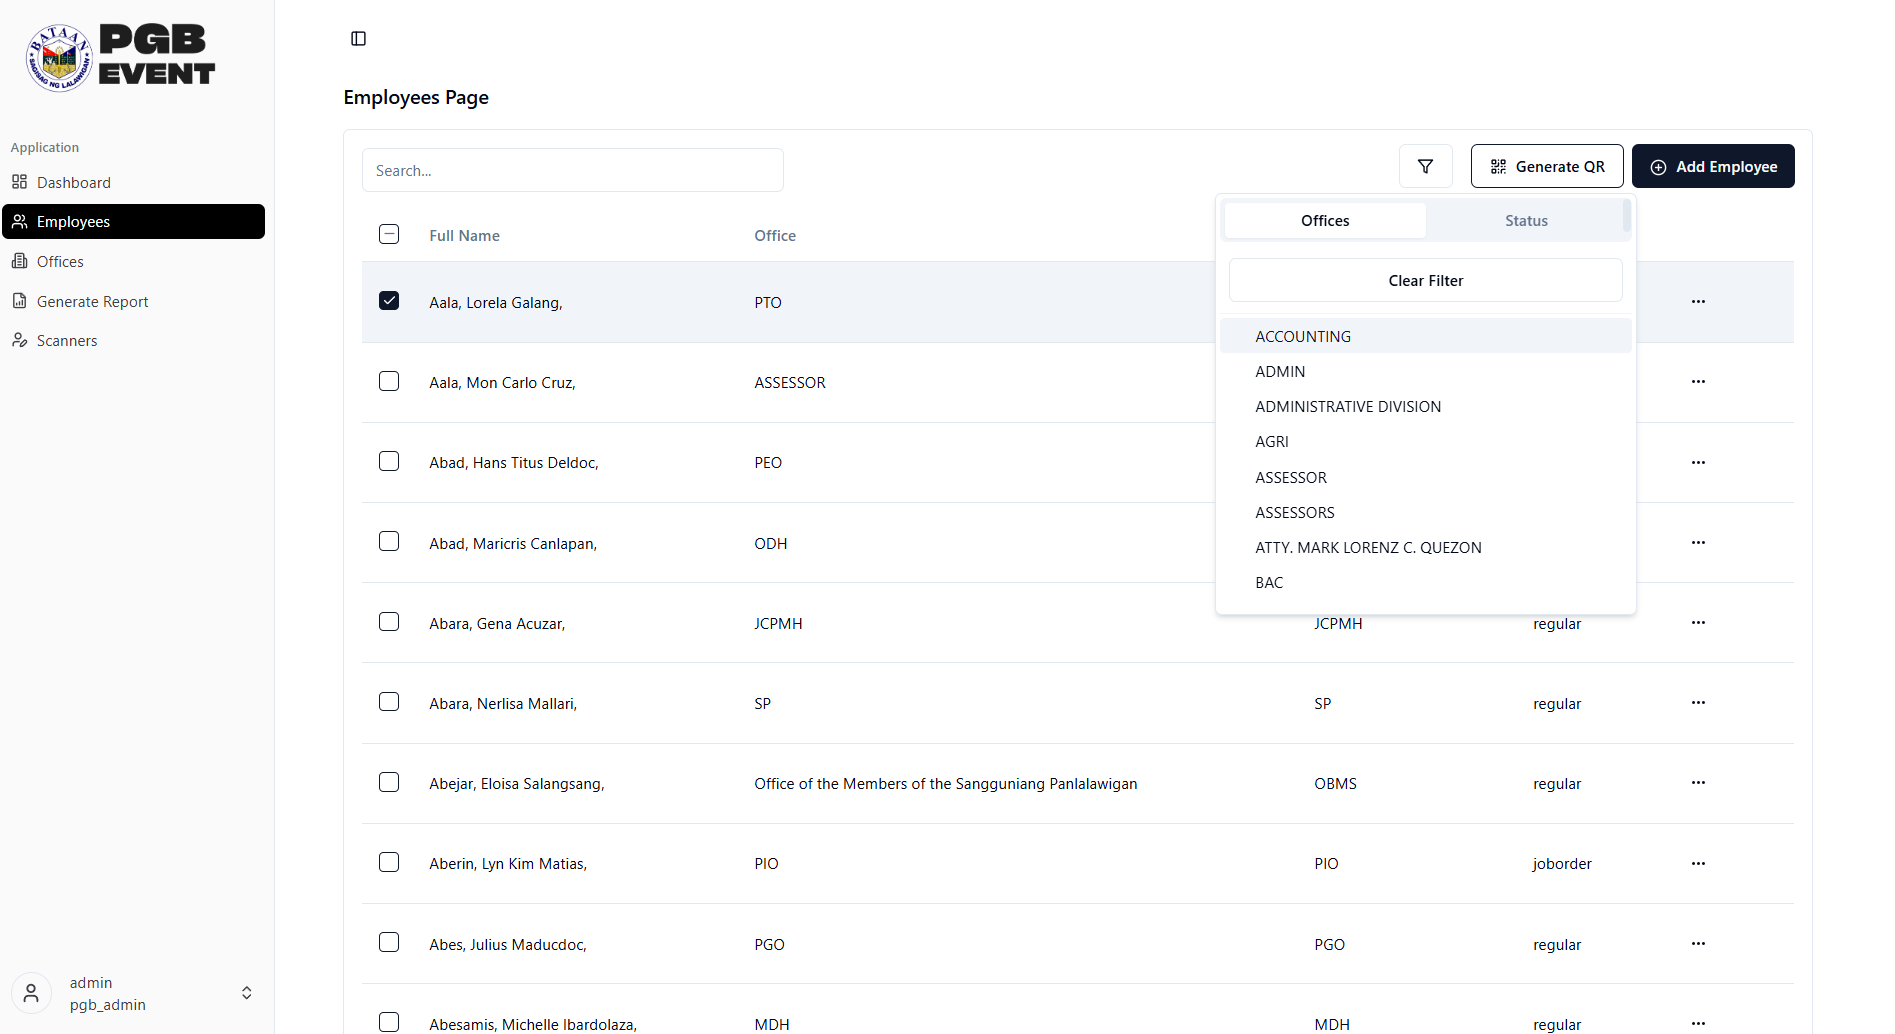 BATAAN
SAGISAG NG LALAWIGAN
PGB
EVENT
Application
Dashboard
Employees
Offices
Generate Report
Scanners
admin
pgb_admin
Employees Page
Search...
Generate QR
Add Employee
Full Name
Office
Offices
Status
Clear Filter
ACCOUNTING
ADMIN
ADMINISTRATIVE DIVISION
AGRI
ASSESSOR
ASSESSORS
ATTY. MARK LORENZ C. QUEZON
BAC
Aala, Lorela Galang, PTO
Aala, Mon Carlo Cruz, ASSESSOR
Abad, Hans Titus Deldoc, PEO
Abad, Maricris Canlapan, ODH
Abara, Gena Acuzar, JCPMH JCPMH regular
Abara, Nerlisa Mallari, SP SP regular
Abejar, Eloisa Salangsang, Office of the Members of the Sangguniang Panlalawigan OBMS regular
Aberin, Lyn Kim Matias, PIO PIO joborder
Abes, Julius Maducdoc, PGO PGO regular
Abesamis, Michelle Ibardolaza, MDH MDH regular